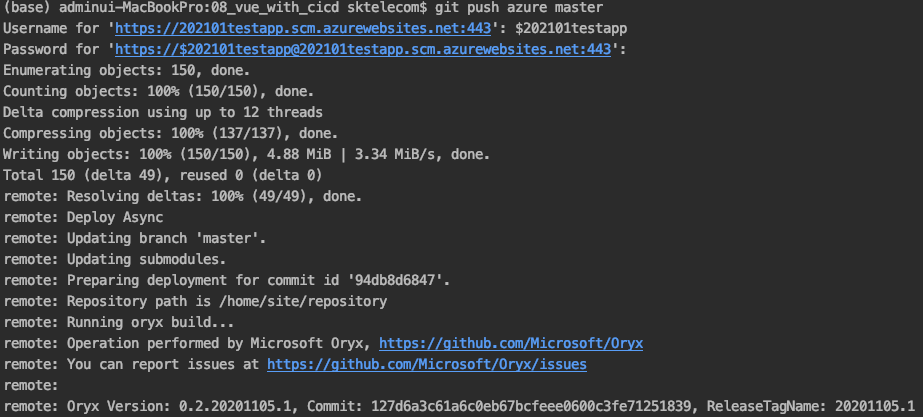 (base) adminui-MacBookPro:08_vue_with_cicd sktelecom$ git push azure master
Username for 'https://202101testapp.scm.azurewebsites.net:443': $202101testapp
Password for 'https://$202101testapp@202101testapp.scm.azurewebsites.net:443':
Enumerating objects: 150, done.
Counting objects: 100% (150/150), done.
Delta compression using up to 12 threads
Compressing objects: 100% (137/137), done.
Writing objects: 100% (150/150), 4.88 MiB | 3.34 MiB/s, done.
Total 150 (delta 49), reused 0 (delta 0)
remote: Resolving deltas: 100% (49/49), done.
remote: Deploy Async
remote: Updating branch 'master'.
remote: Updating submodules.
remote: Preparing deployment for commit id '94db8d6847'.
remote: Repository path is /home/site/repository
remote: Running oryx build...
remote: Operation performed by Microsoft Oryx, https://github.com/Microsoft/Oryx
remote: You can report issues at https://github.com/Microsoft/Oryx/issues
remote:
remote: Oryx Version: 0.2.20201105.1, Commit: 127d6a3c61a6c0eb67bcfeee0600c3fe71251839, ReleaseTagName: 20201105.1